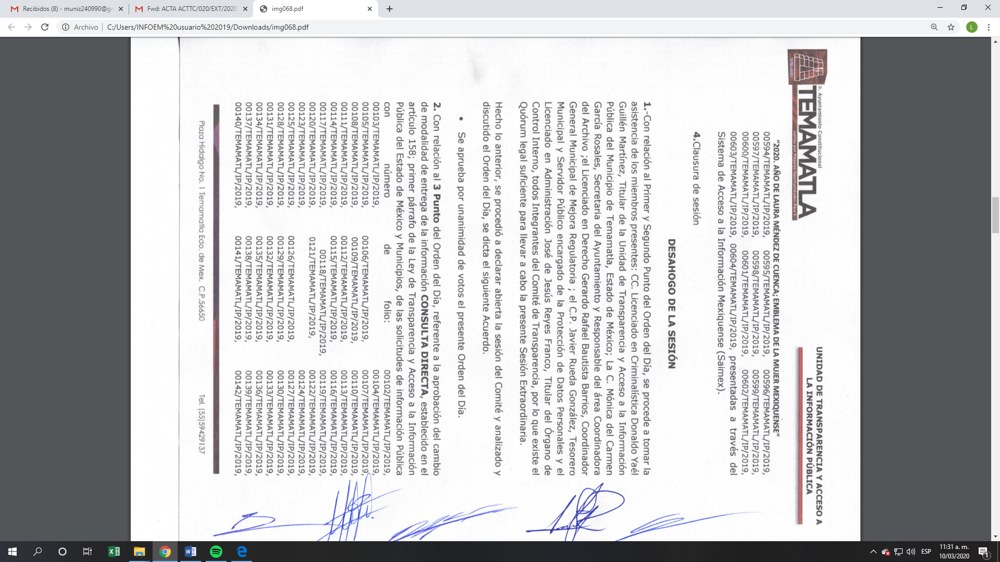 Recibidos (8) - muniz240990@gm
Fwd: ACTA ACTTC/020/EXT/2020
img068.pdf
Archivo
C:/Users/INFOEM%20usuario%202019/Downloads/img068.pdf
L
H. Ayuntamiento Constitucional
TEMAMATLA
Juntos por Mejores Oportunidades Para ti
UNIDAD DE TRANSPARENCIA Y ACCESO A
LA INFORMACIÓN PÚBLICA
"2020. AÑO DE LAURA MÉNDEZ DE CUENCA; EMBLEMA DE LA MUJER MEXIQUENSE"
00594/TEMAMATL/IP/2019, 00595/TEMAMATL/IP/2019, 00596/TEMAMATL/IP/2019,
00597/TEMAMATL/IP/2019, 00598/TEMAMATL/IP/2019, 00599/TEMAMATL/IP/2019,
00600/TEMAMATL/IP/2019, 00601/TEMAMATL/IP/2019, 00602/TEMAMATL/IP/2019,
00603/TEMAMATL/IP/2019, 00604/TEMAMATL/IP/2019, presentadas a través del
Sistema de Acceso a la Información Mexiquense (Saimex).
4.Clausura de sesión
DESAHOGO DE LA SESIÓN
1.-Con relación al Primer y Segundo Punto del Orden del Día, se procede a tomar la
asistencia de los miembros presentes: CC. Licenciado en Criminalística Donaldo Yaél
Guillén Martínez, Titular de la Unidad de Transparencia y Acceso a la Información
Pública del Municipio de Temamatla, Estado de México; La C. Mónica del Carmen
García Rosales, Secretaria del Ayuntamiento y Responsable del área Coordinadora
del Archivo ;el Licenciado en Derecho Gerardo Rafael Bautista Barrios, Coordinador
General Municipal de Mejora Regulatoria ; el C.P. Javier Rueda González, Tesorero
Municipal y Servidor Público encargado de la Protección de Datos Personales y el
Licenciado en Administración José de Jesús Reyes Franco, Titular del Órgano de
Control Interno, todos Integrantes del Comité de Transparencia, por lo que existe el
Quórum legal suficiente para llevar a cabo la presente Sesión Extraordinaria.
Hecho lo anterior, se procedió a declarar abierta la sesión del Comité y analizado y
discutido el Orden del Día, se dicta el siguiente Acuerdo.
• Se aprueba por unanimidad de votos el presente Orden del Día.
2. Con relación al 3 Punto del Orden del Día, referente a la aprobación del cambio
de modalidad de entrega de la información CONSULTA DIRECTA, establecido en el
artículo 158; primer párrafo de la Ley de Transparencia y Acceso a la Información
Pública del Estado de México y Municipios, de las solicitudes de información Pública
con número de folio: 00102/TEMAMATL/IP/2019,
00103/TEMAMATL/IP/2019, 00104/TEMAMATL/IP/2019,
00105/TEMAMATL/IP/2019, 00106/TEMAMATL/IP/2019, 00107/TEMAMATL/IP/2019,
00108/TEMAMATL/IP/2019, 00109/TEMAMATL/IP/2019, 00110/TEMAMATL/IP/2019,
00111/TEMAMATL/IP/2019, 00112/TEMAMATL/IP/2019, 00113/TEMAMATL/IP/2019,
00114/TEMAMATL/IP/2019, 00115/TEMAMATL/IP/2019, 00116/TEMAMATL/IP/2019,
00117/TEMAMATL/IP/2019, 00118/TEMAMATL/IP/2019, 00119/TEMAMATL/IP/2019,
00120/TEMAMATL/IP/2019, 0121/TEMAMATL/IP/2019, 00122/TEMAMATL/IP/2019,
00123/TEMAMATL/IP/2019, 00124/TEMAMATL/IP/2019,
00125/TEMAMATL/IP/2019, 00126/TEMAMATL/IP/2019, 00127/TEMAMATL/IP/2019,
00128/TEMAMATL/IP/2019, 00129/TEMAMATL/IP/2019, 00130/TEMAMATL/IP/2019,
00131/TEMAMATL/IP/2019, 00132/TEMAMATL/IP/2019, 00133/TEMAMATL/IP/2019,
00134/TEMAMATL/IP/2019, 00135/TEMAMATL/IP/2019, 00136/TEMAMATL/IP/2019,
00137/TEMAMATL/IP/2019, 00138/TEMAMATL/IP/2019, 00139/TEMAMATL/IP/2019,
00140/TEMAMATL/IP/2019, 00141/TEMAMATL/IP/2019, 00142/TEMAMATL/IP/2019,
Plaza Hidalgo No. 1 Temamatla Edo. de Mex. C.P.56650 Tel. (55)59429137
ESP
11:31 a. m.
10/03/2020
1